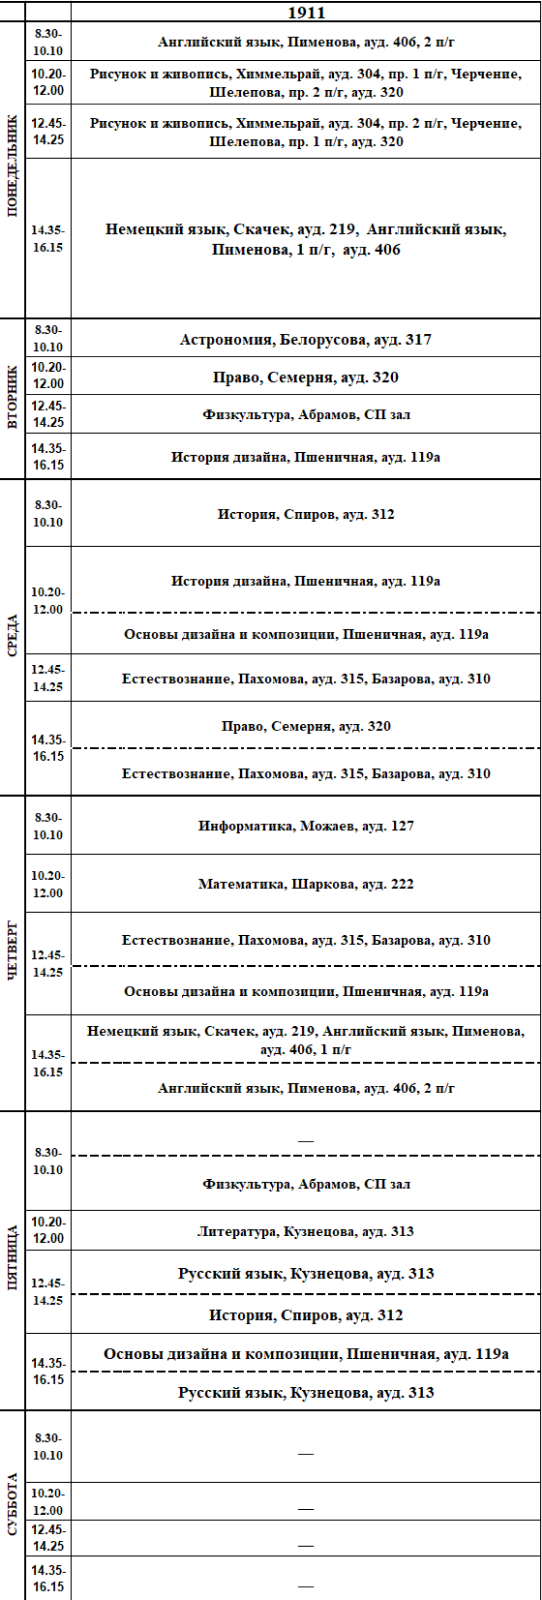 1911
ПОНЕДЕЛЬНИК
8.30-
10.10
Английский язык, Пименова, ауд. 406, 2 п/г
10.20-
12.00
Рисунок и живопись, Химмельрай, ауд. 304, пр. 1 п/г, Черчение,
Шелепова, пр. 2 п/г, ауд. 320
12.45-
14.25
Рисунок и живопись, Химмельрай, ауд. 304, пр. 2 п/г, Черчение,
Шелепова, пр. 1 п/г, ауд. 320
14.35-
16.15
Немецкий язык, Скачек, ауд. 219, Английский язык,
Пименова, 1 п/г, ауд. 406
ВТОРНИК
8.30-
10.10
Астрономия, Белорусова, ауд. 317
10.20-
12.00
Право, Семерня, ауд. 320
12.45-
14.25
Физкультура, Абрамов, СП зал
14.35-
16.15
История дизайна, Пшеничная, ауд. 119а
СРЕДА
8.30-
10.10
История, Спиров, ауд. 312
10.20-
12.00
История дизайна, Пшеничная, ауд. 119а
Основы дизайна и композиции, Пшеничная, ауд. 119а
12.45-
14.25
Естествознание, Пахомова, ауд. 315, Базарова, ауд. 310
14.35-
16.15
Право, Семерня, ауд. 320
Естествознание, Пахомова, ауд. 315, Базарова, ауд. 310
ЧЕТВЕРГ
8.30-
10.10
Информатика, Можаев, ауд. 127
10.20-
12.00
Математика, Шаркова, ауд. 222
12.45-
14.25
Естествознание, Пахомова, ауд. 315, Базарова, ауд. 310
Основы дизайна и композиции, Пшеничная, ауд. 119а
14.35-
16.15
Немецкий язык, Скачек, ауд. 219, Английский язык, Пименова,
ауд. 406, 1 п/г
Английский язык, Пименова, ауд. 406, 2 п/г
ПЯТНИЦА
8.30-
10.10
—
Физкультура, Абрамов, СП зал
10.20-
12.00
Литература, Кузнецова, ауд. 313
12.45-
14.25
Русский язык, Кузнецова, ауд. 313
История, Спиров, ауд. 312
14.35-
16.15
Основы дизайна и композиции, Пшеничная, ауд. 119а
Русский язык, Кузнецова, ауд. 313
СУББОТА
8.30-
10.10
—
10.20-
12.00
—
12.45-
14.25
—
14.35-
16.15
—